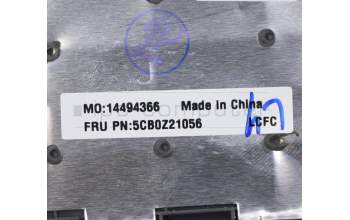 MO:14494366 Made in China
FRU PN:5CB0Z21056 LCFC